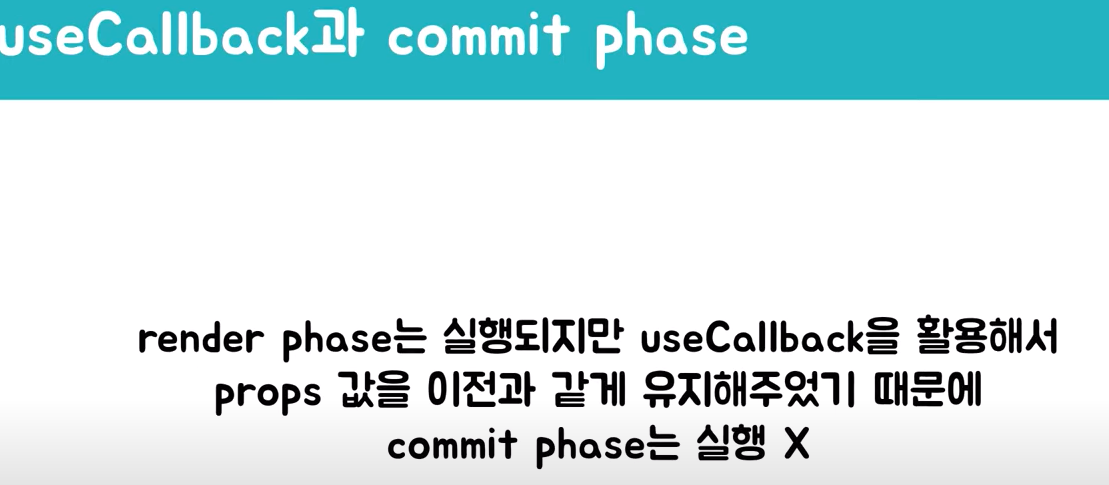 useCallback과 commit phase
render phase는 실행되지만 useCallback을 활용해서
props 값을 이전과 같게 유지해주었기 때문에
commit phase는 실행 X